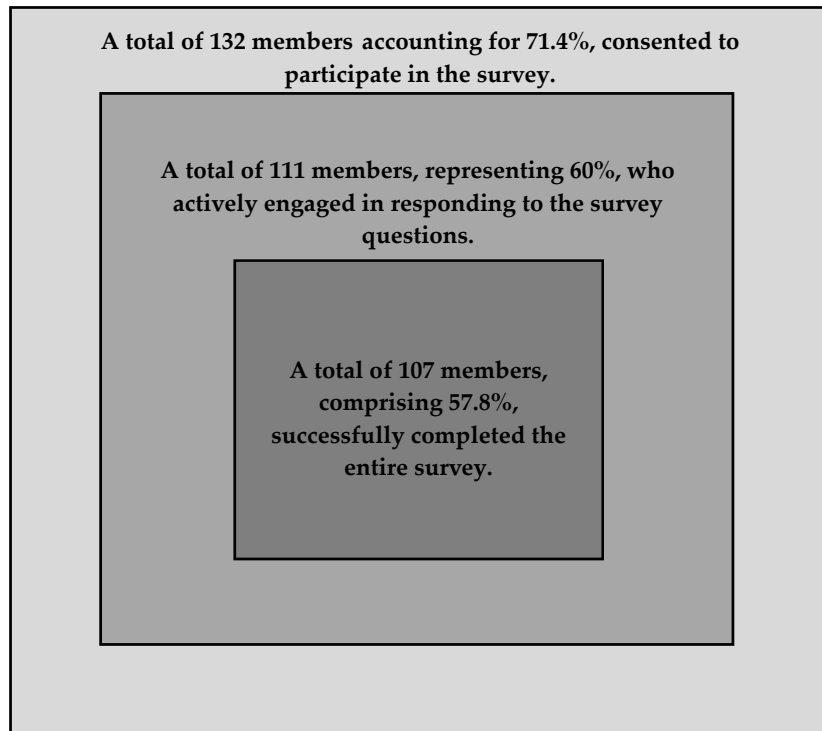 A total of 132 members accounting for 71.4%, consented to
participate in the survey.
A total of 111 members, representing 60%, who
actively engaged in responding to the survey
questions.
A total of 107 members,
comprising 57.8%,
successfully completed the
entire survey.